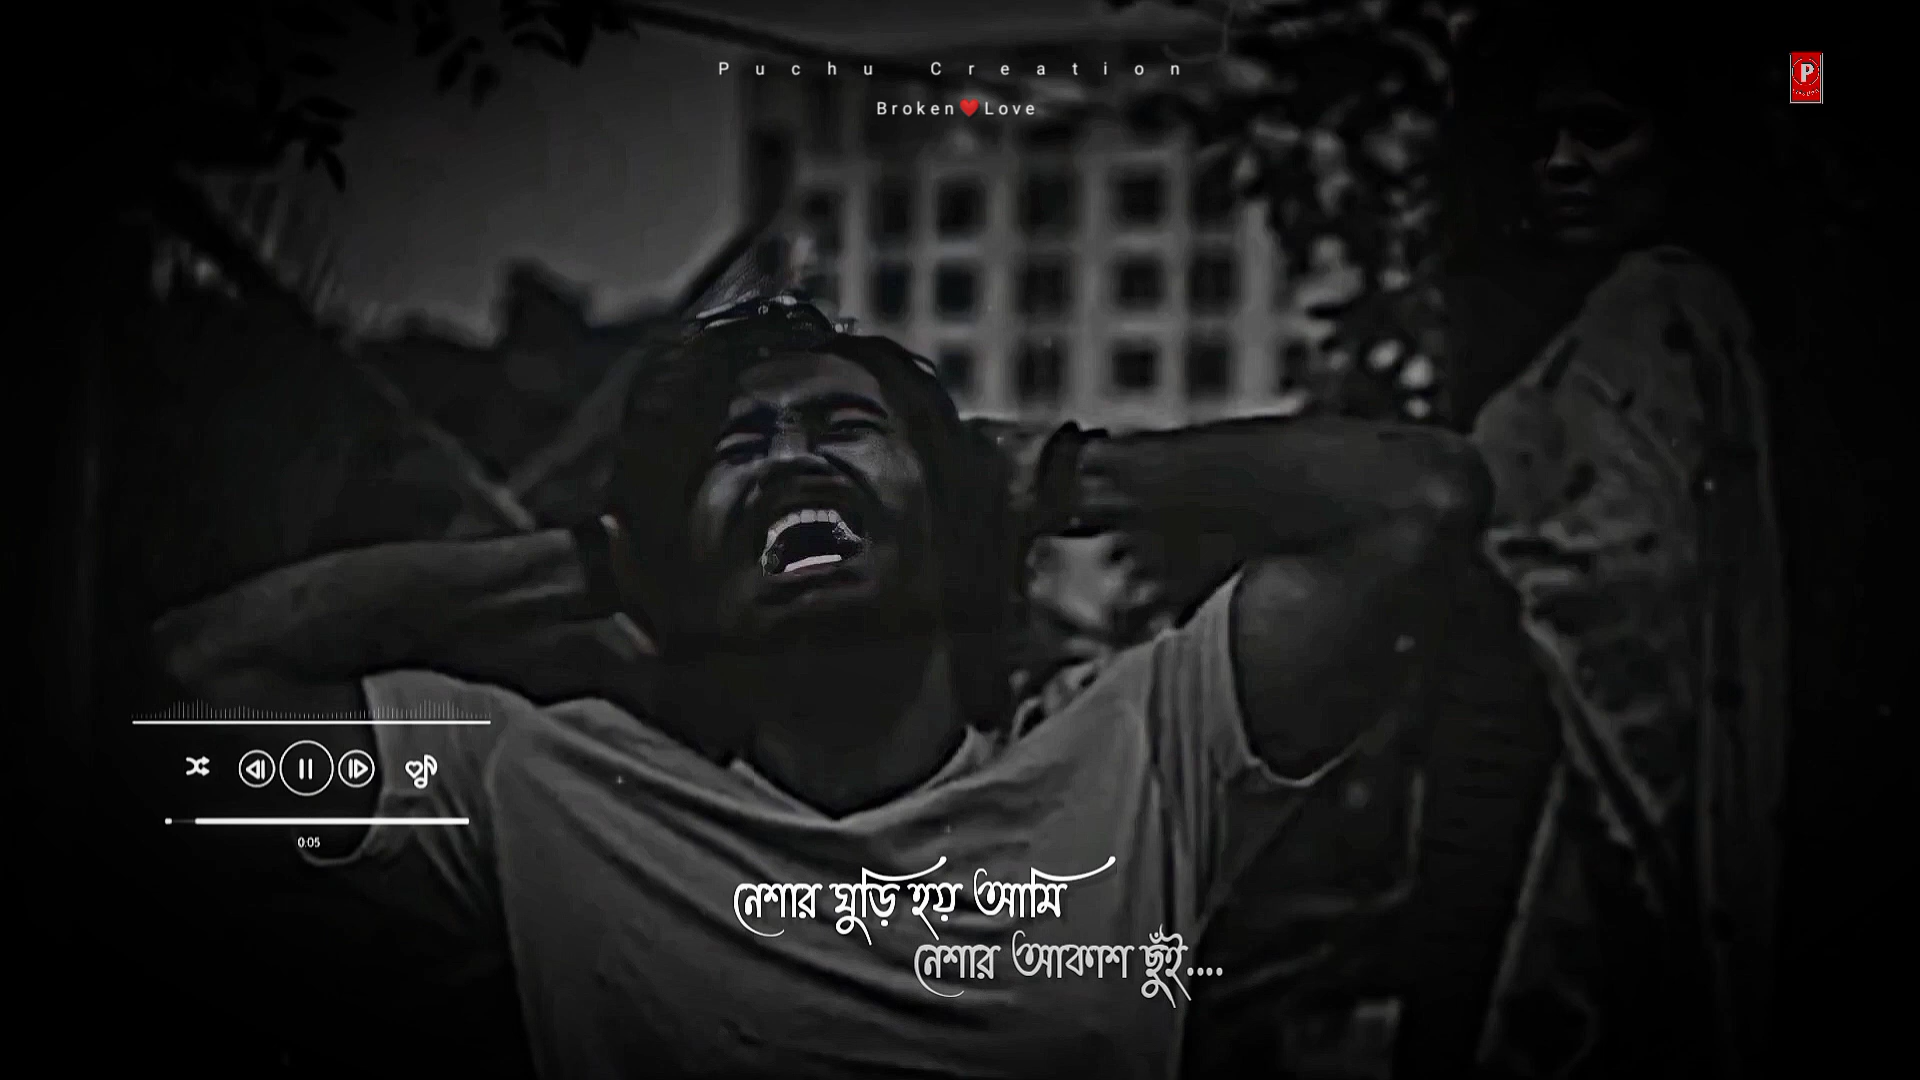 Puchu Creation
Broken❤️Love
P
0:05
নেশার ঘুড়ি হয় আমি
নেশার আকাশ ছুঁই....